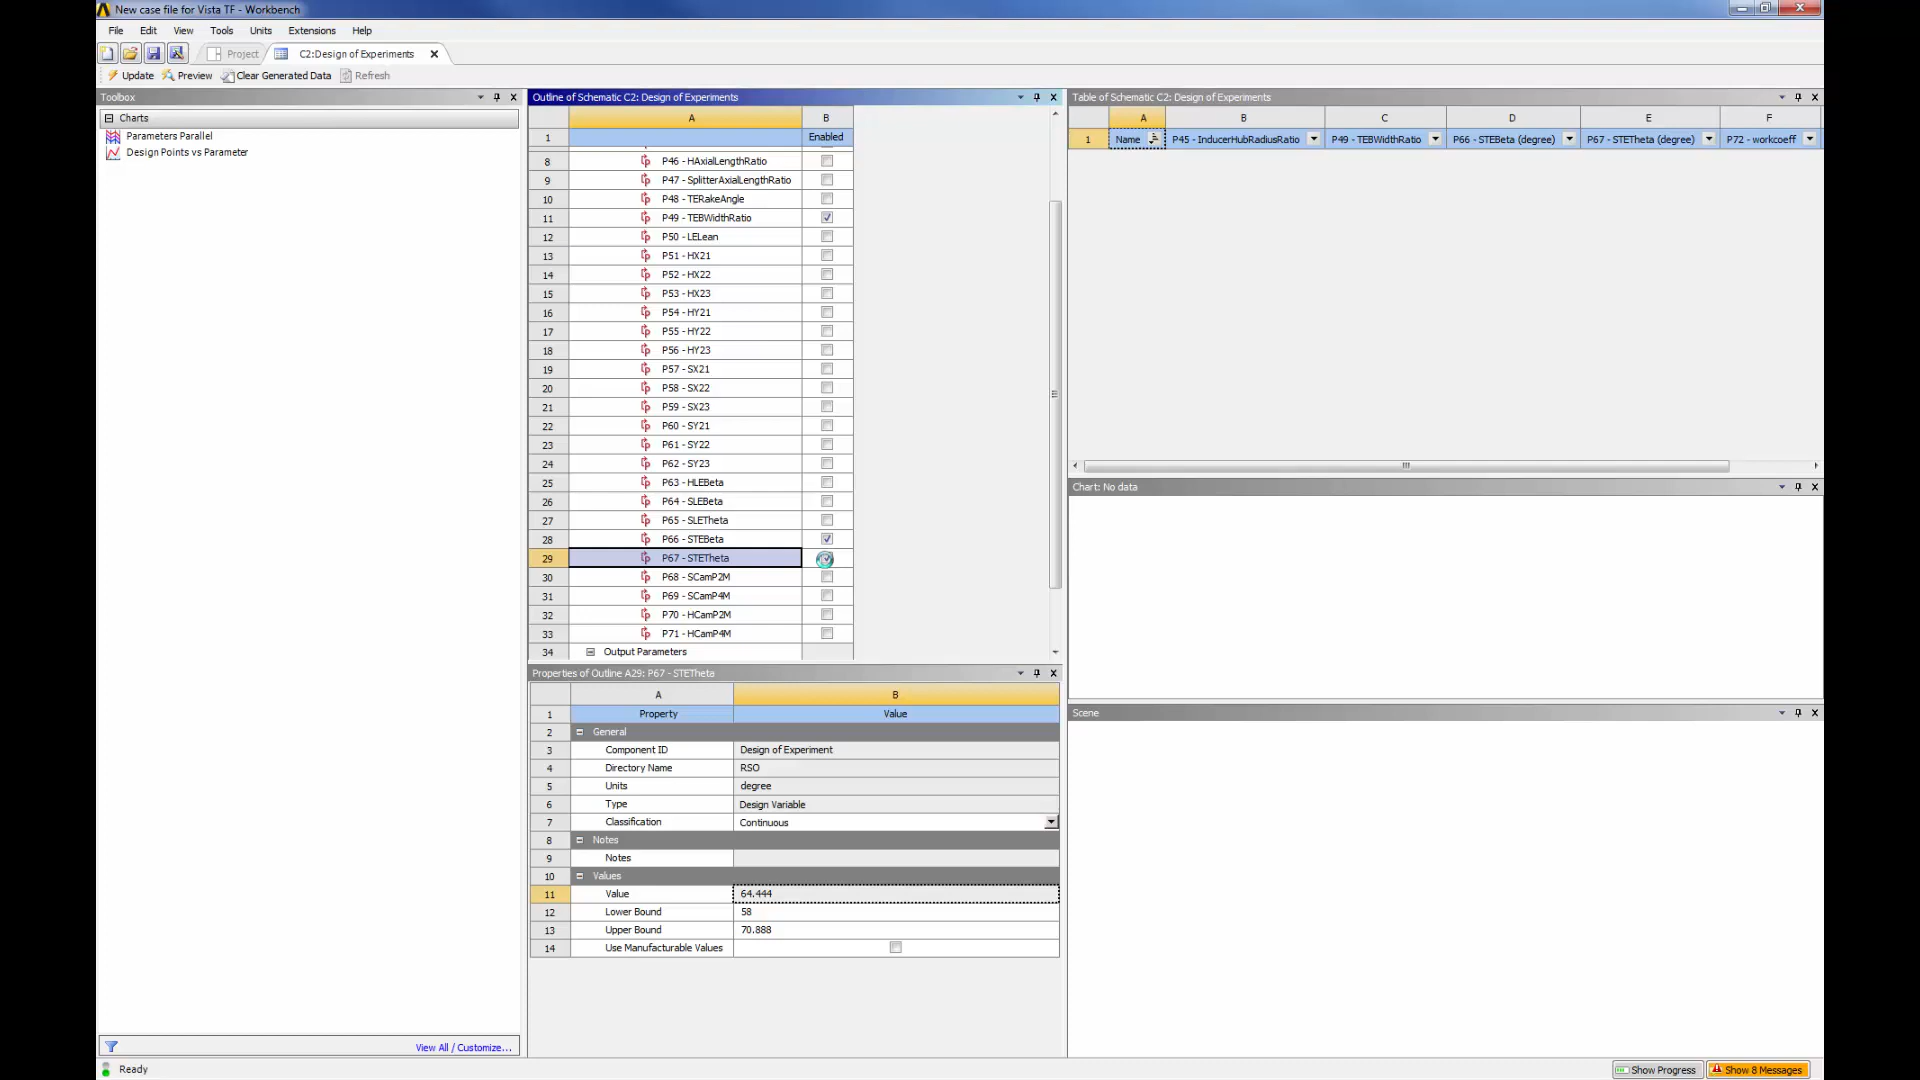 New case file for Vista TF - Workbench
File Edit View Tools Units Extensions Help
Project C2:Design of Experiments
Update Preview Clear Generated Data Refresh
Toolbox
Charts
Parameters Parallel
Design Points vs Parameter
View All / Customize...
Outline of Schematic C2: Design of Experiments
A B
1 Enabled
8 P46 - HAxialLengthRatio
9 P47 - SplitterAxialLengthRatio
10 P48 - TERakeAngle
11 P49 - TEBWidthRatio
12 P50 - LELean
13 P51 - HX21
14 P52 - HX22
15 P53 - HX23
16 P54 - HY21
17 P55 - HY22
18 P56 - HY23
19 P57 - SX21
20 P58 - SX22
21 P59 - SX23
22 P60 - SY21
23 P61 - SY22
24 P62 - SY23
25 P63 - HLEBeta
26 P64 - SLEBeta
27 P65 - SLETheta
28 P66 - STEBeta
29 P67 - STETheta
30 P68 - SCamP2M
31 P69 - SCamP4M
32 P70 - HCamP2M
33 P71 - HCamP4M
34 Output Parameters
Properties of Outline A29: P67 - STETheta
A B
1 Property Value
2 General
3 Component ID Design of Experiment
4 Directory Name RSO
5 Units degree
6 Type Design Variable
7 Classification Continuous
8 Notes
9 Notes
10 Values
11 Value 64.444
12 Lower Bound 58
13 Upper Bound 70.888
14 Use Manufacturable Values
Table of Schematic C2: Design of Experiments
A B C D E F
1 Name P45 - InducerHubRadiusRatio P49 - TEBWidthRatio P66 - STEBeta (degree) P67 - STETheta (degree) P72 - workcoeff
Chart: No data
Scene
Ready
Show Progress Show 8 Messages